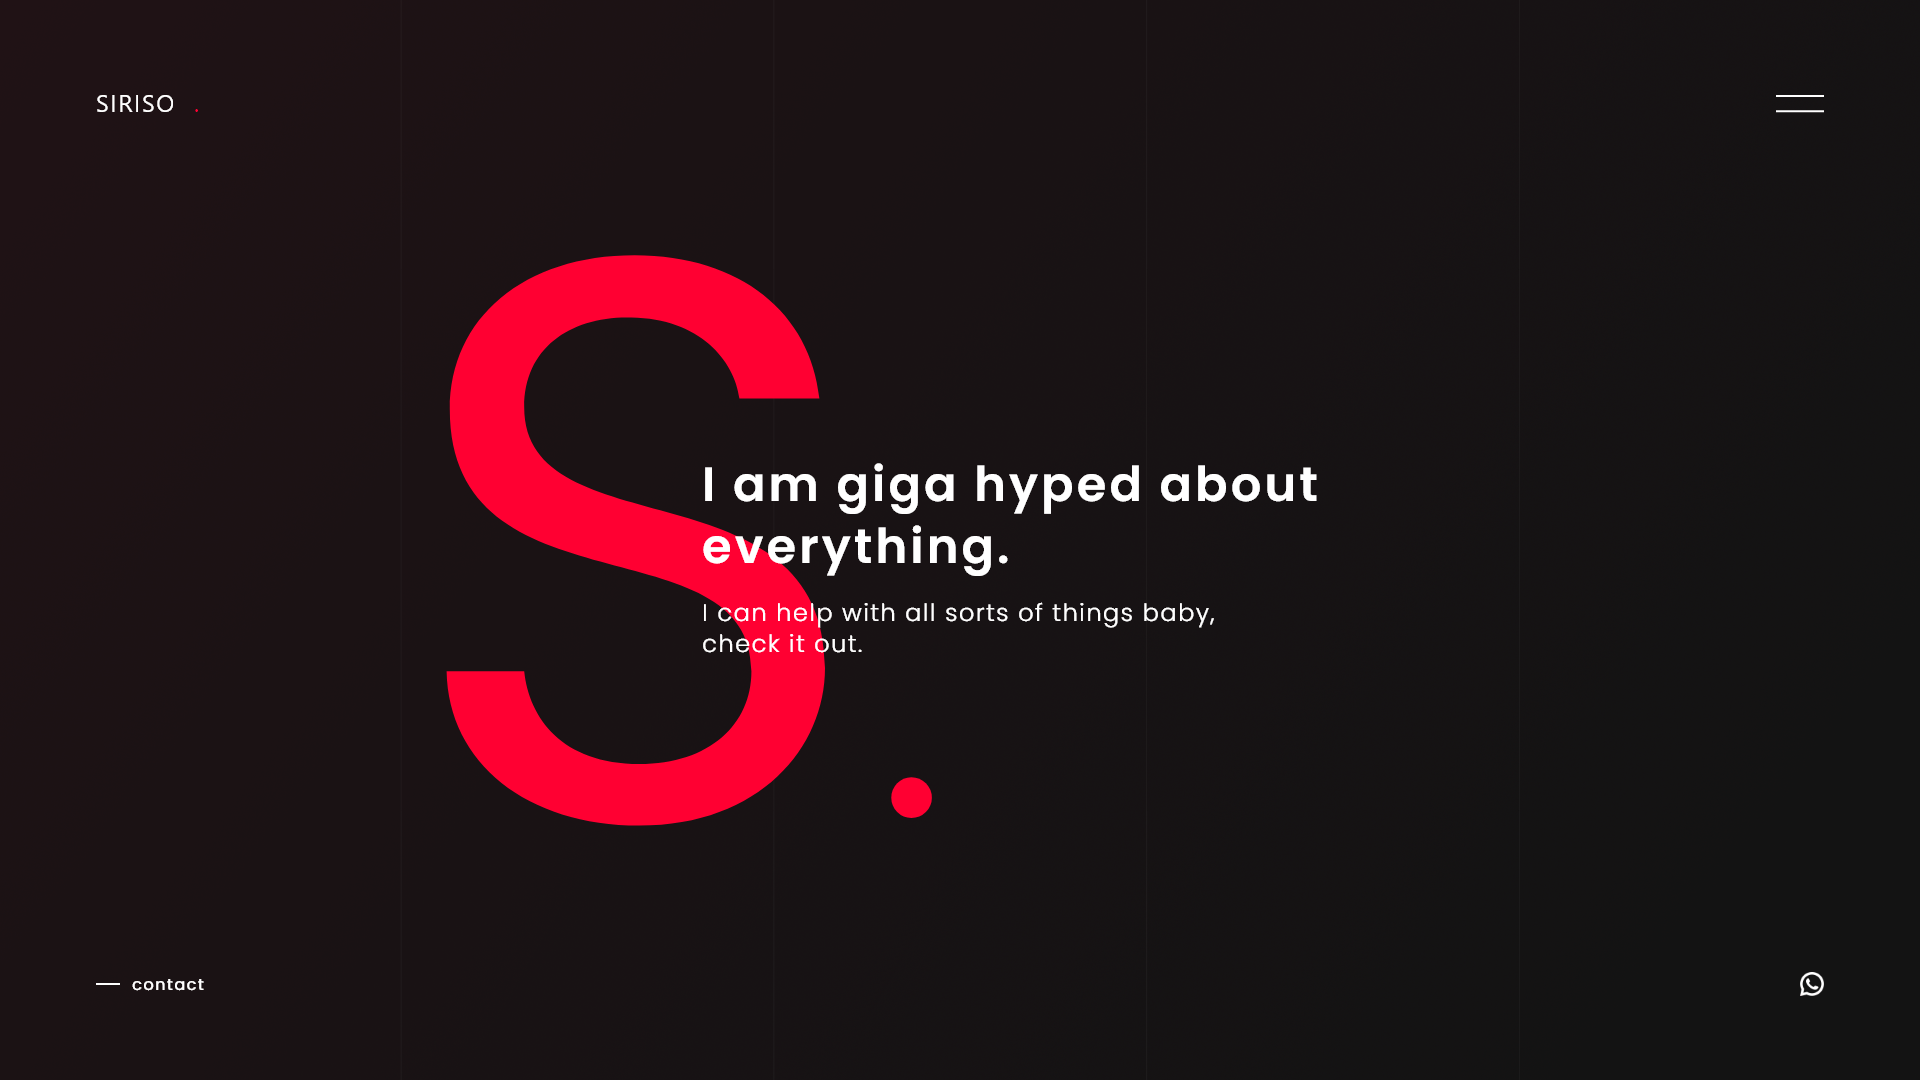 SIRISO .
S.
I am giga hyped about
everything.
I can help with all sorts of things baby,
check it out.
contact